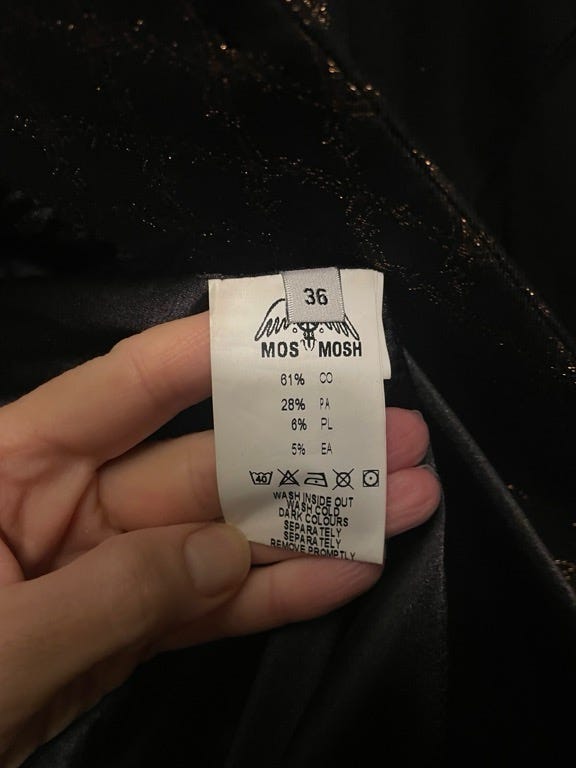 36
MOS MOSH
61% CO
28% PA
6% PL
5% EA
40
WASH INSIDE OUT
WASH COLD
DARK COLOURS
SEPARATELY
SEPARATELY
REMOVE PROMPTLY